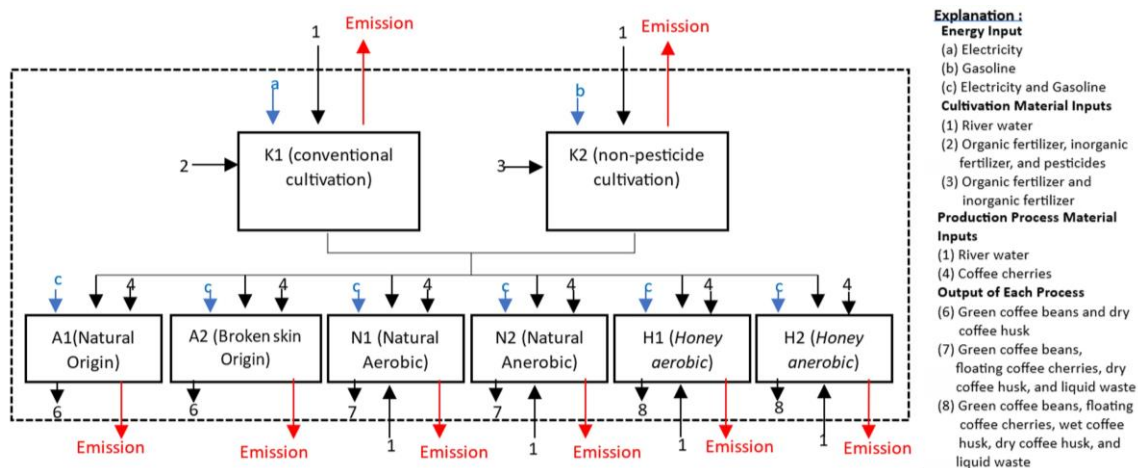 1
Emission
1
Emission
a
b
2
K1 (conventional
cultivation)
3
K2 (non-pesticide
cultivation)
c
4
c
4
c
4
c
4
c
4
c
4
A1(Natural
Origin)
A2 (Broken skin
Origin)
N1 (Natural
Aerobic)
N2 (Natural
Anerobic)
H1 (Honey
aerobic)
H2 (Honey
anerobic)
6
6
7
7
8
8
Emission
Emission
1
Emission
1
Emission
1
Emission
1
Emission
Explanation :
Energy Input
(a) Electricity
(b) Gasoline
(c) Electricity and Gasoline
Cultivation Material Inputs
(1) River water
(2) Organic fertilizer, inorganic
fertilizer, and pesticides
(3) Organic fertilizer and
inorganic fertilizer
Production Process Material
Inputs
(1) River water
(4) Coffee cherries
Output of Each Process
(6) Green coffee beans and dry
coffee husk
(7) Green coffee beans,
floating coffee cherries, dry
coffee husk, and liquid waste
(8) Green coffee beans, floating
coffee cherries, wet coffee
husk, dry coffee husk, and
liquid waste